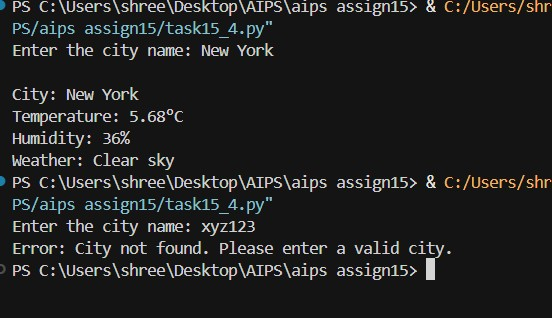 PS C:\Users\shree\Desktop\AIPS\aips assign15> & C:/Users/shr
PS/aips assign15/task15_4.py"
Enter the city name: New York
City: New York
Temperature: 5.68°C
Humidity: 36%
Weather: Clear sky
PS C:\Users\shree\Desktop\AIPS\aips assign15> & C:/Users/shr
PS/aips assign15/task15_4.py"
Enter the city name: xyz123
Error: City not found. Please enter a valid city.
PS C:\Users\shree\Desktop\AIPS\aips assign15>